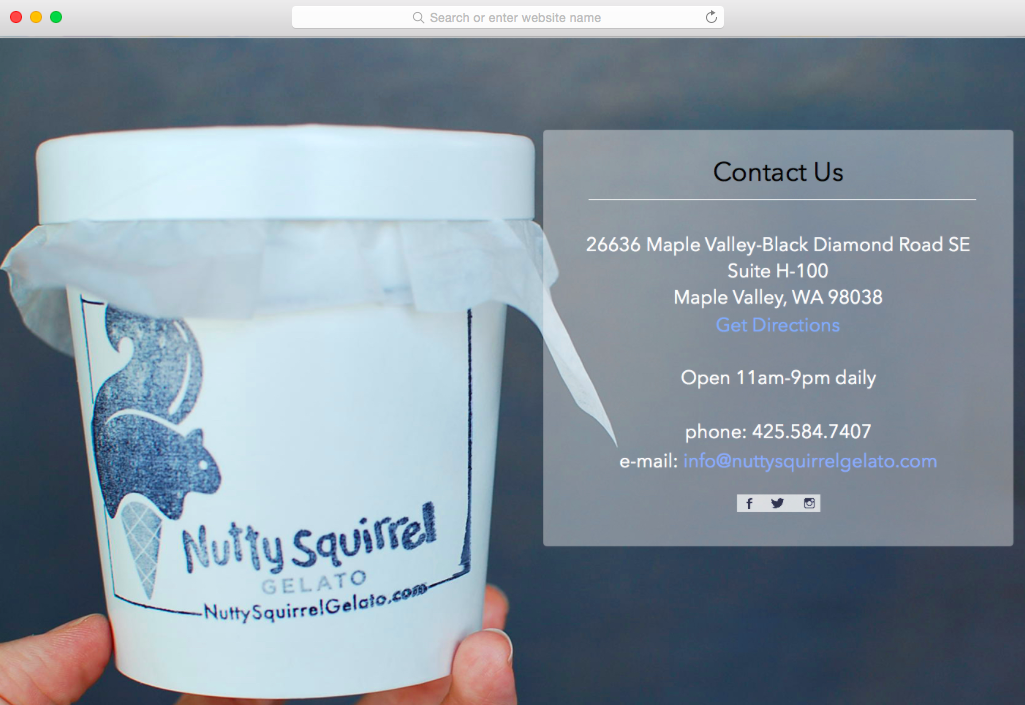 Search or enter website name
Contact Us
26636 Maple Valley-Black Diamond Road SE
Suite H-100
Maple Valley, WA 98038
Get Directions
Open 11am-9pm daily
phone: 425.584.7407
e-mail: info@nuttysquirrelgelato.com
Nutty Squirrel
GELATO
NuttySquirrelGelato.com